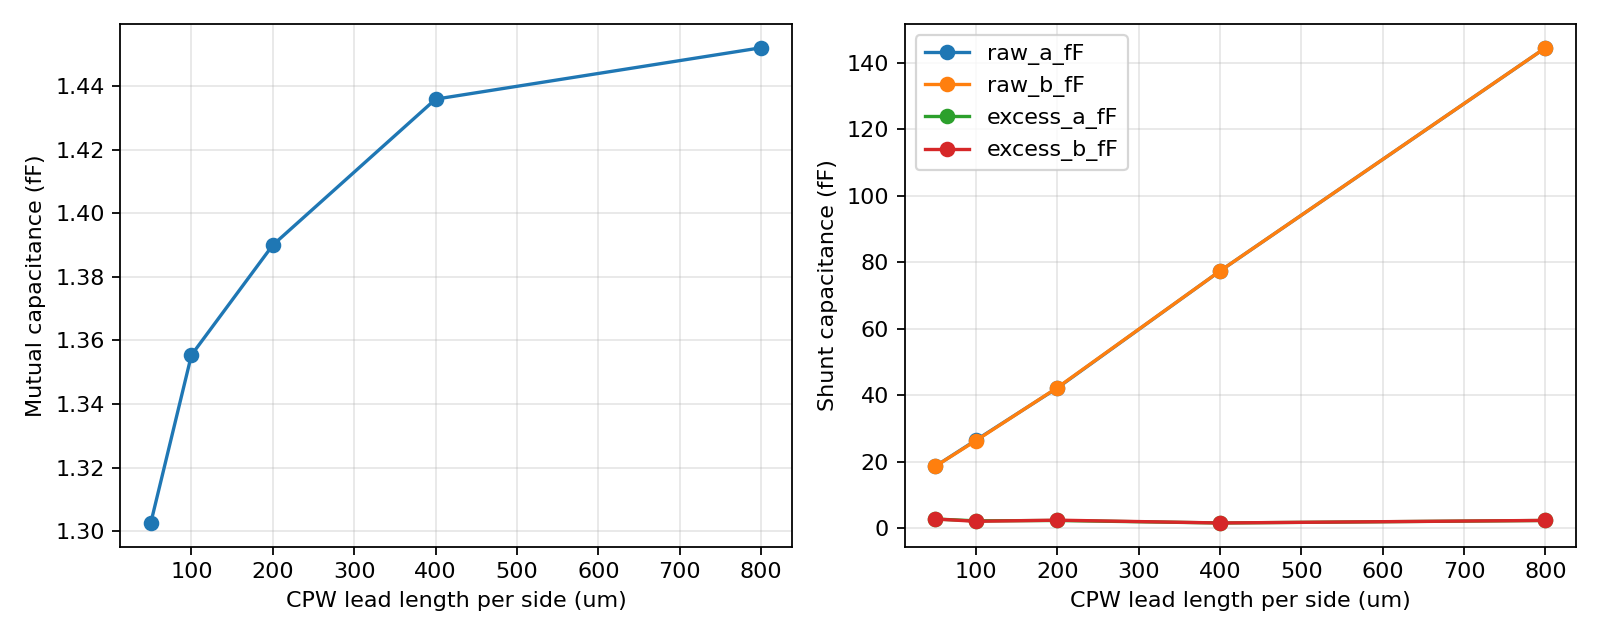 Mutual capacitance (fF)
1.44
1.42
1.40
1.38
1.36
1.34
1.32
1.30
100 200 300 400 500 600 700 800
CPW lead length per side (um)
Shunt capacitance (fF)
140
120
100
80
60
40
20
0
raw_a_fF
raw_b_fF
excess_a_fF
excess_b_fF
100 200 300 400 500 600 700 800
CPW lead length per side (um)